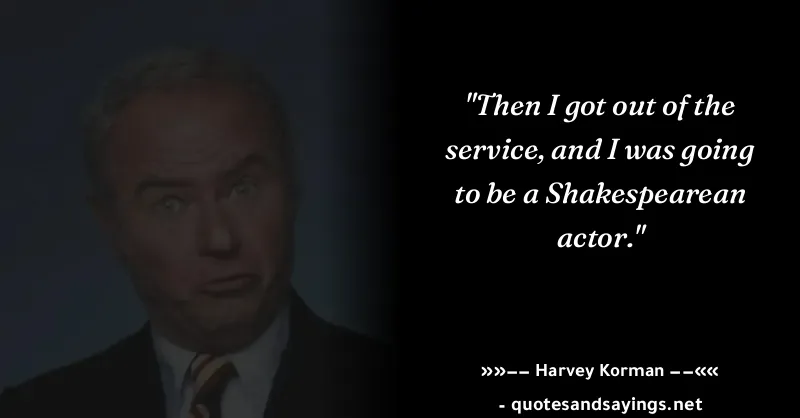 "Then I got out of the
service, and I was going
to be a Shakespearean
actor."
»»–– Harvey Korman ––««
- quotesandsayings.net